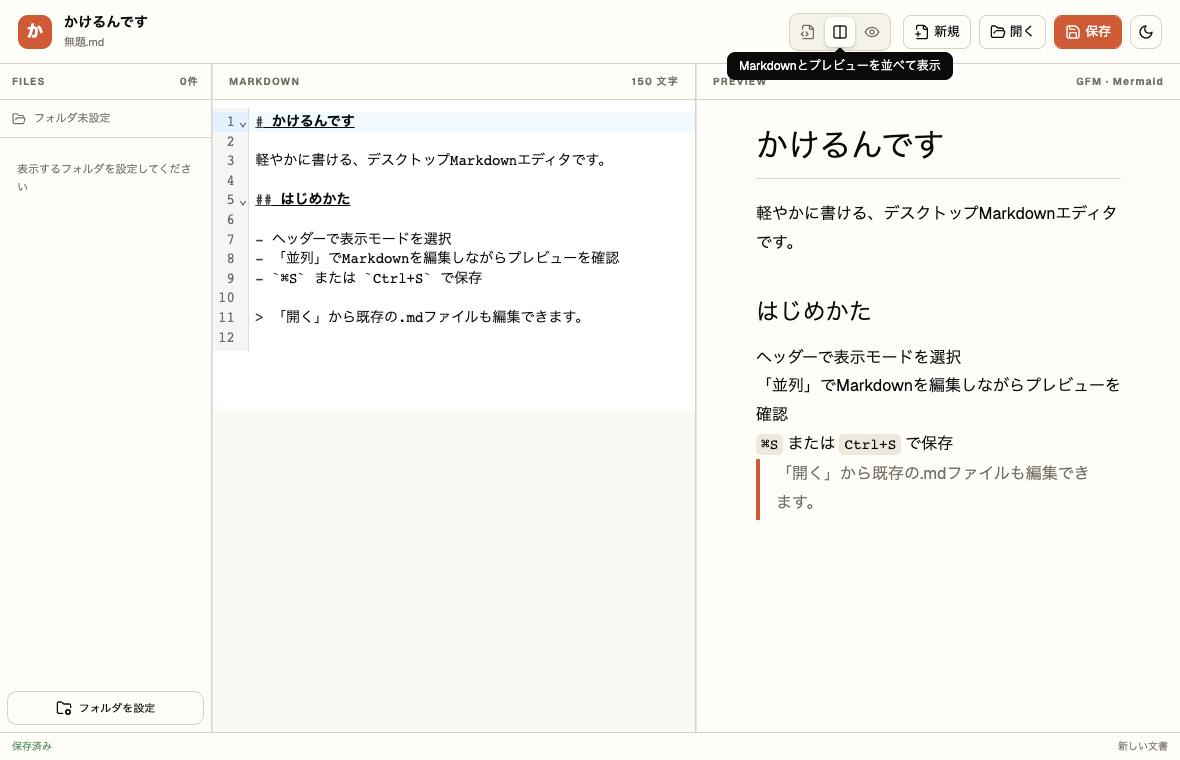 か
かけるんです
無題.md
新規
開く
保存
Markdownとプレビューを並べて表示
FILES
0件
フォルダ未設定
表示するフォルダを設定してくださ
い
フォルダを設定
MARKDOWN
150 文字
1 # かけるんです
2
3 軽やかに書ける、デスクトップMarkdownエディタです。
4
5 ## はじめかた
6
7 - ヘッダーで表示モードを選択
8 - 「並列」でMarkdownを編集しながらプレビューを確認
9 - `⌘S` または `Ctrl+S` で保存
10
11 > 「開く」から既存の.mdファイルも編集できます。
12
PREVIEW
GFM · Mermaid
かけるんです
軽やかに書ける、デスクトップMarkdownエディタ
です。
はじめかた
ヘッダーで表示モードを選択
「並列」でMarkdownを編集しながらプレビューを
確認
⌘S または Ctrl+S で保存
「開く」から既存の.mdファイルも編集でき
ます。
保存済み
新しい文書